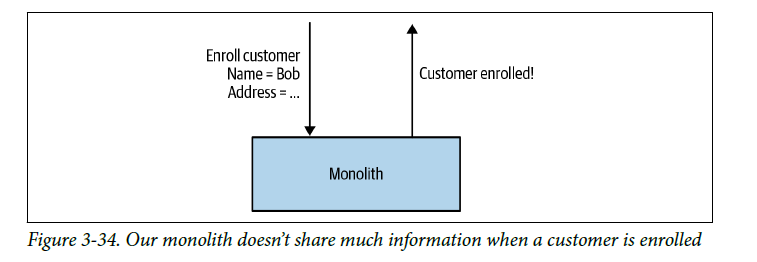 Enroll customer
Name = Bob
Address = ...
Customer enrolled!
Monolith
Figure 3-34. Our monolith doesn’t share much information when a customer is enrolled